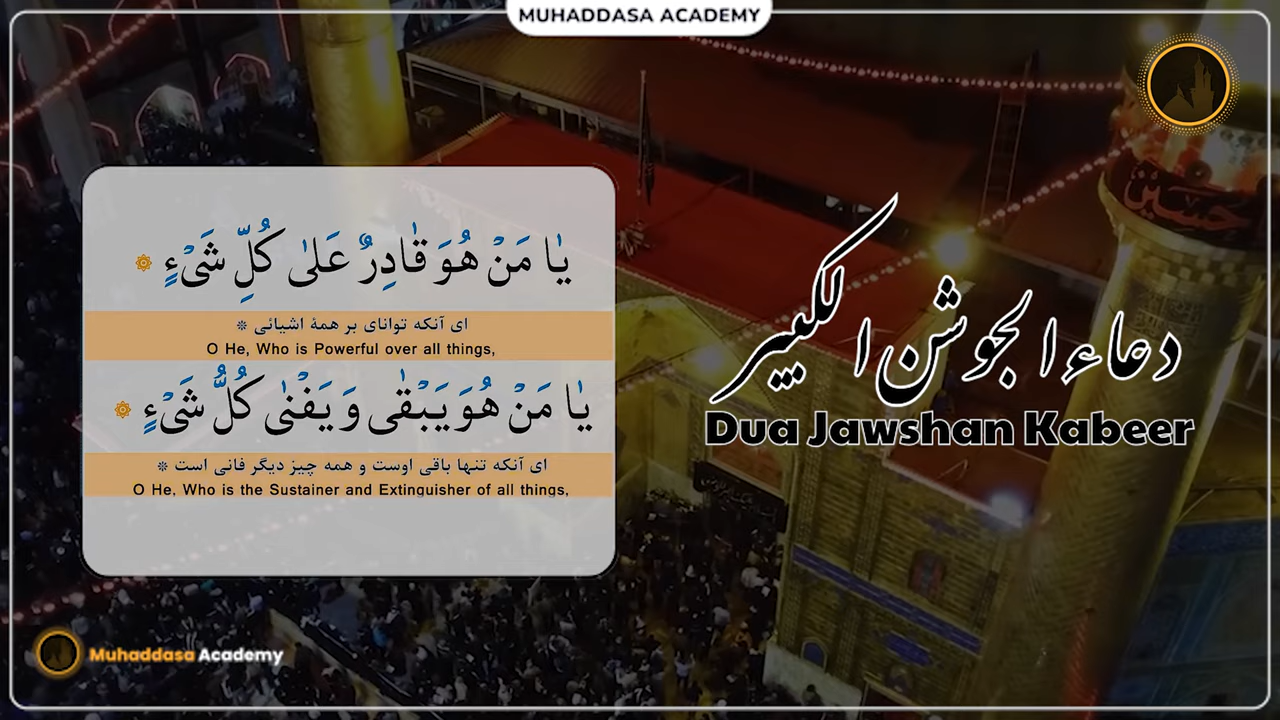 MUHADDASA ACADEMY
يٰا مَنْ هُوَ قٰادِرٌ عَلىٰ كُلِّ شَىْءٍ ۞
ای آنکه توانای بر همهٔ اشیائی ❊
O He, Who is Powerful over all things,
يٰا مَنْ هُوَ يَبْقٰى وَ يَفْنٰى كُلُّ شَىْءٍ ۞
ای آنکه تنها باقی اوست و همه چیز دیگر فانی است ❊
O He, Who is the Sustainer and Extinguisher of all things,
دعاء الجوشن الكبير
Dua Jawshan Kabeer
Muhaddasa Academy